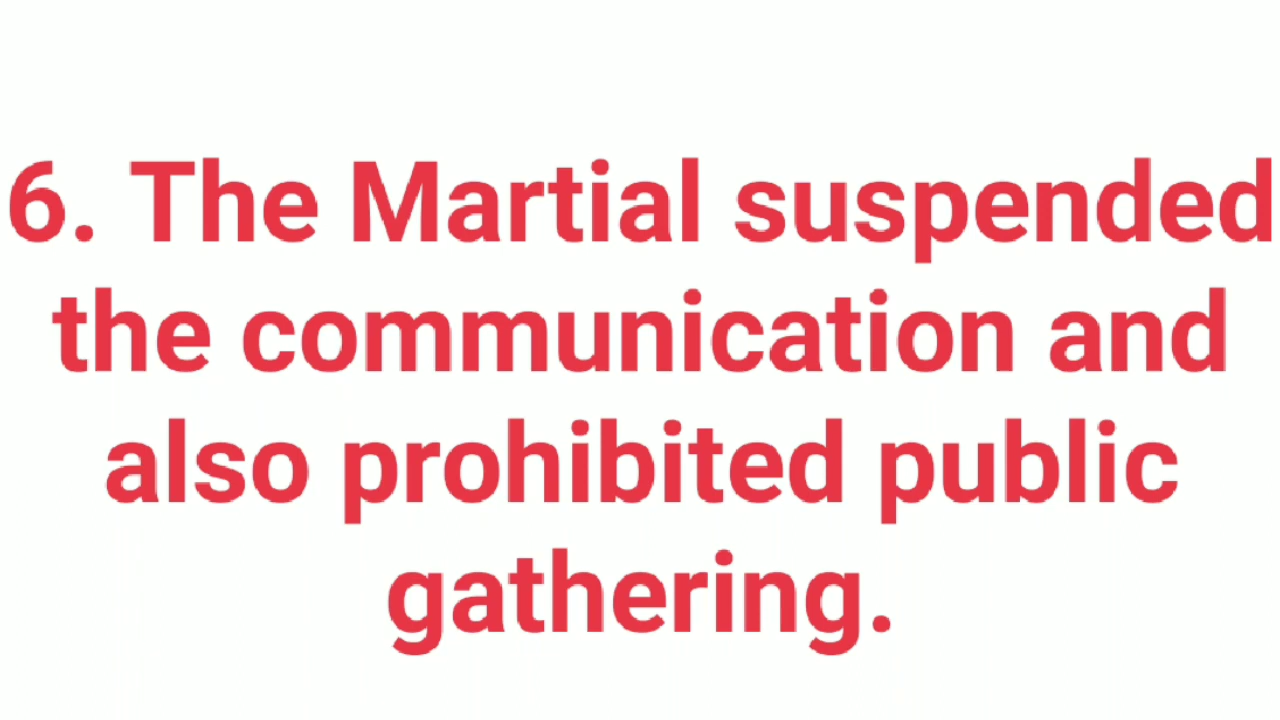 6. The Martial suspended
the communication and
also prohibited public
gathering.